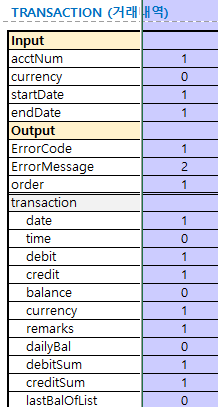 TRANSACTION (거래내역)
Input
acctNum 1
currency 0
startDate 1
endDate 1
Output
ErrorCode 1
ErrorMessage 2
order 1
transaction
date 1
time 0
debit 1
credit 1
balance 0
currency 1
remarks 1
dailyBal 0
debitSum 1
creditSum 1
lastBalOfList 0